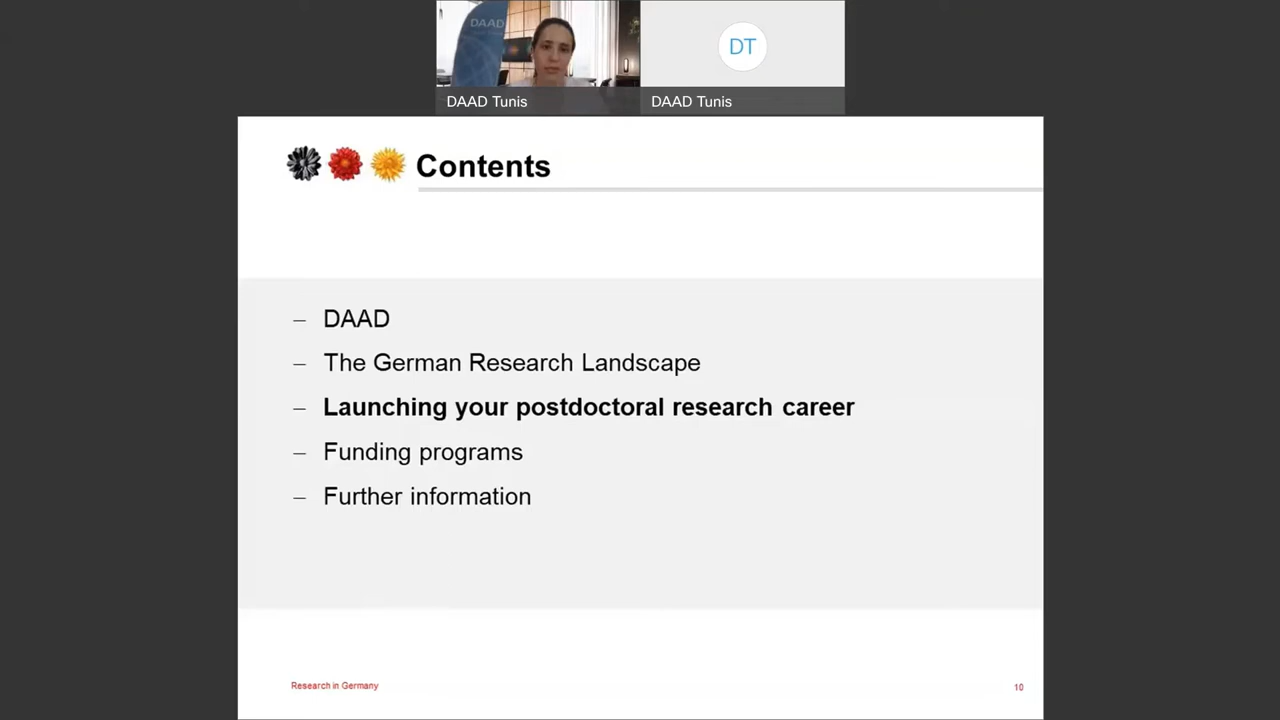 DAAD
DT
DAAD Tunis
DAAD Tunis
Contents
– DAAD
– The German Research Landscape
– Launching your postdoctoral research career
– Funding programs
– Further information
Research in Germany
10